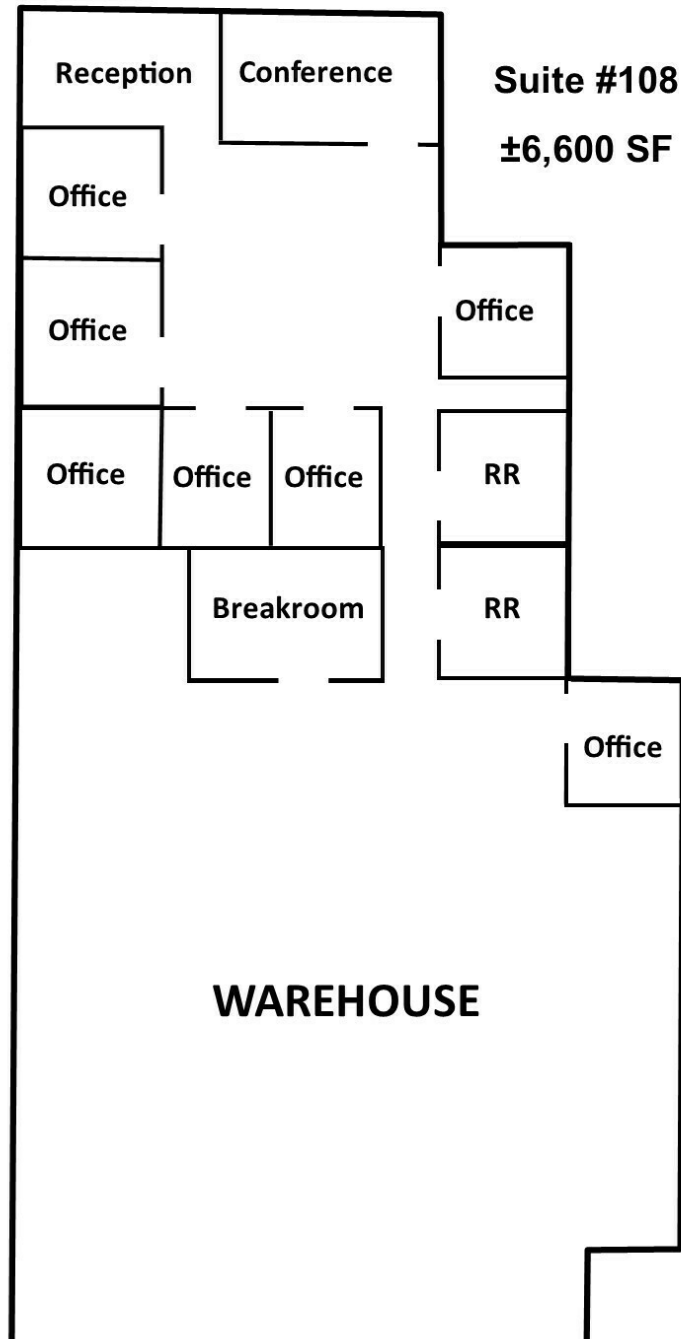 Reception
Conference
Suite #108
±6,600 SF
Office
Office
Office
Office
Office
Office
RR
Breakroom
RR
Office
WAREHOUSE